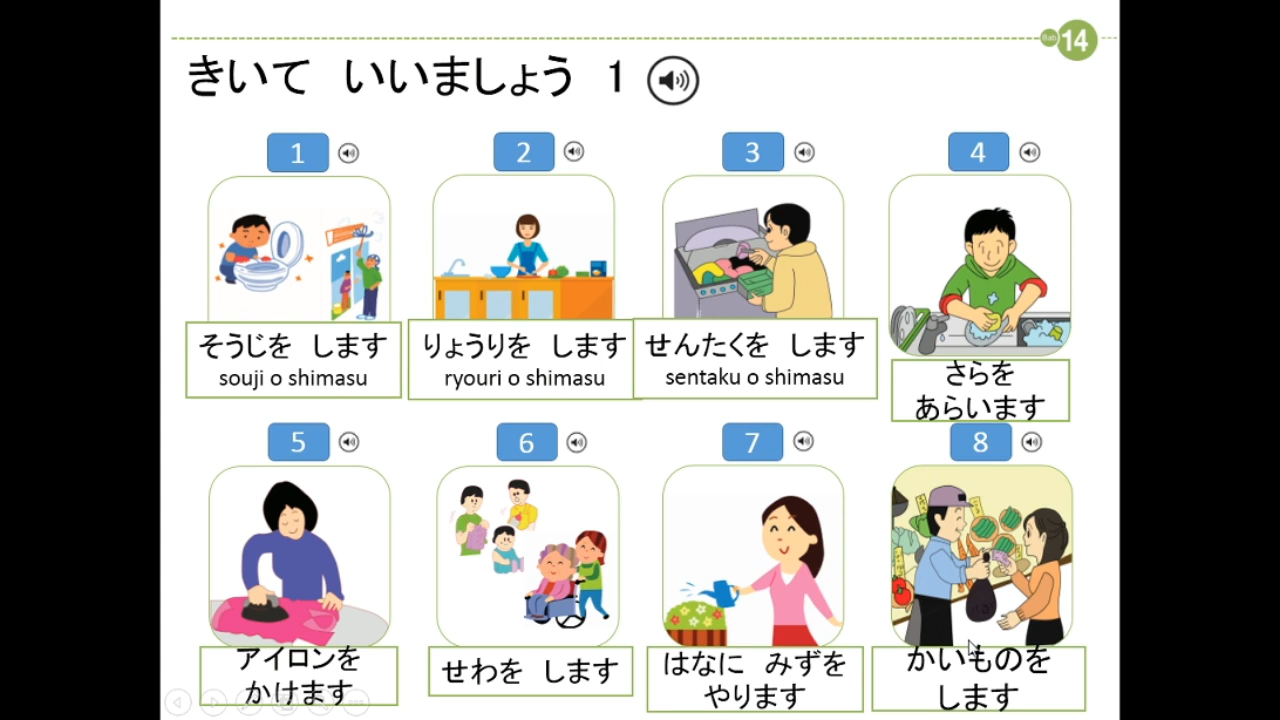 Bab 14
きいて　いいましょう　1
1
2
3
4
そうじを　します
souji o shimasu
りょうりを　します
ryouri o shimasu
せんたくを　します
sentaku o shimasu
さらを
あらいます
5
6
7
8
アイロンを
かけます
せわを　します
はなに　みずを
やります
かいものを
します